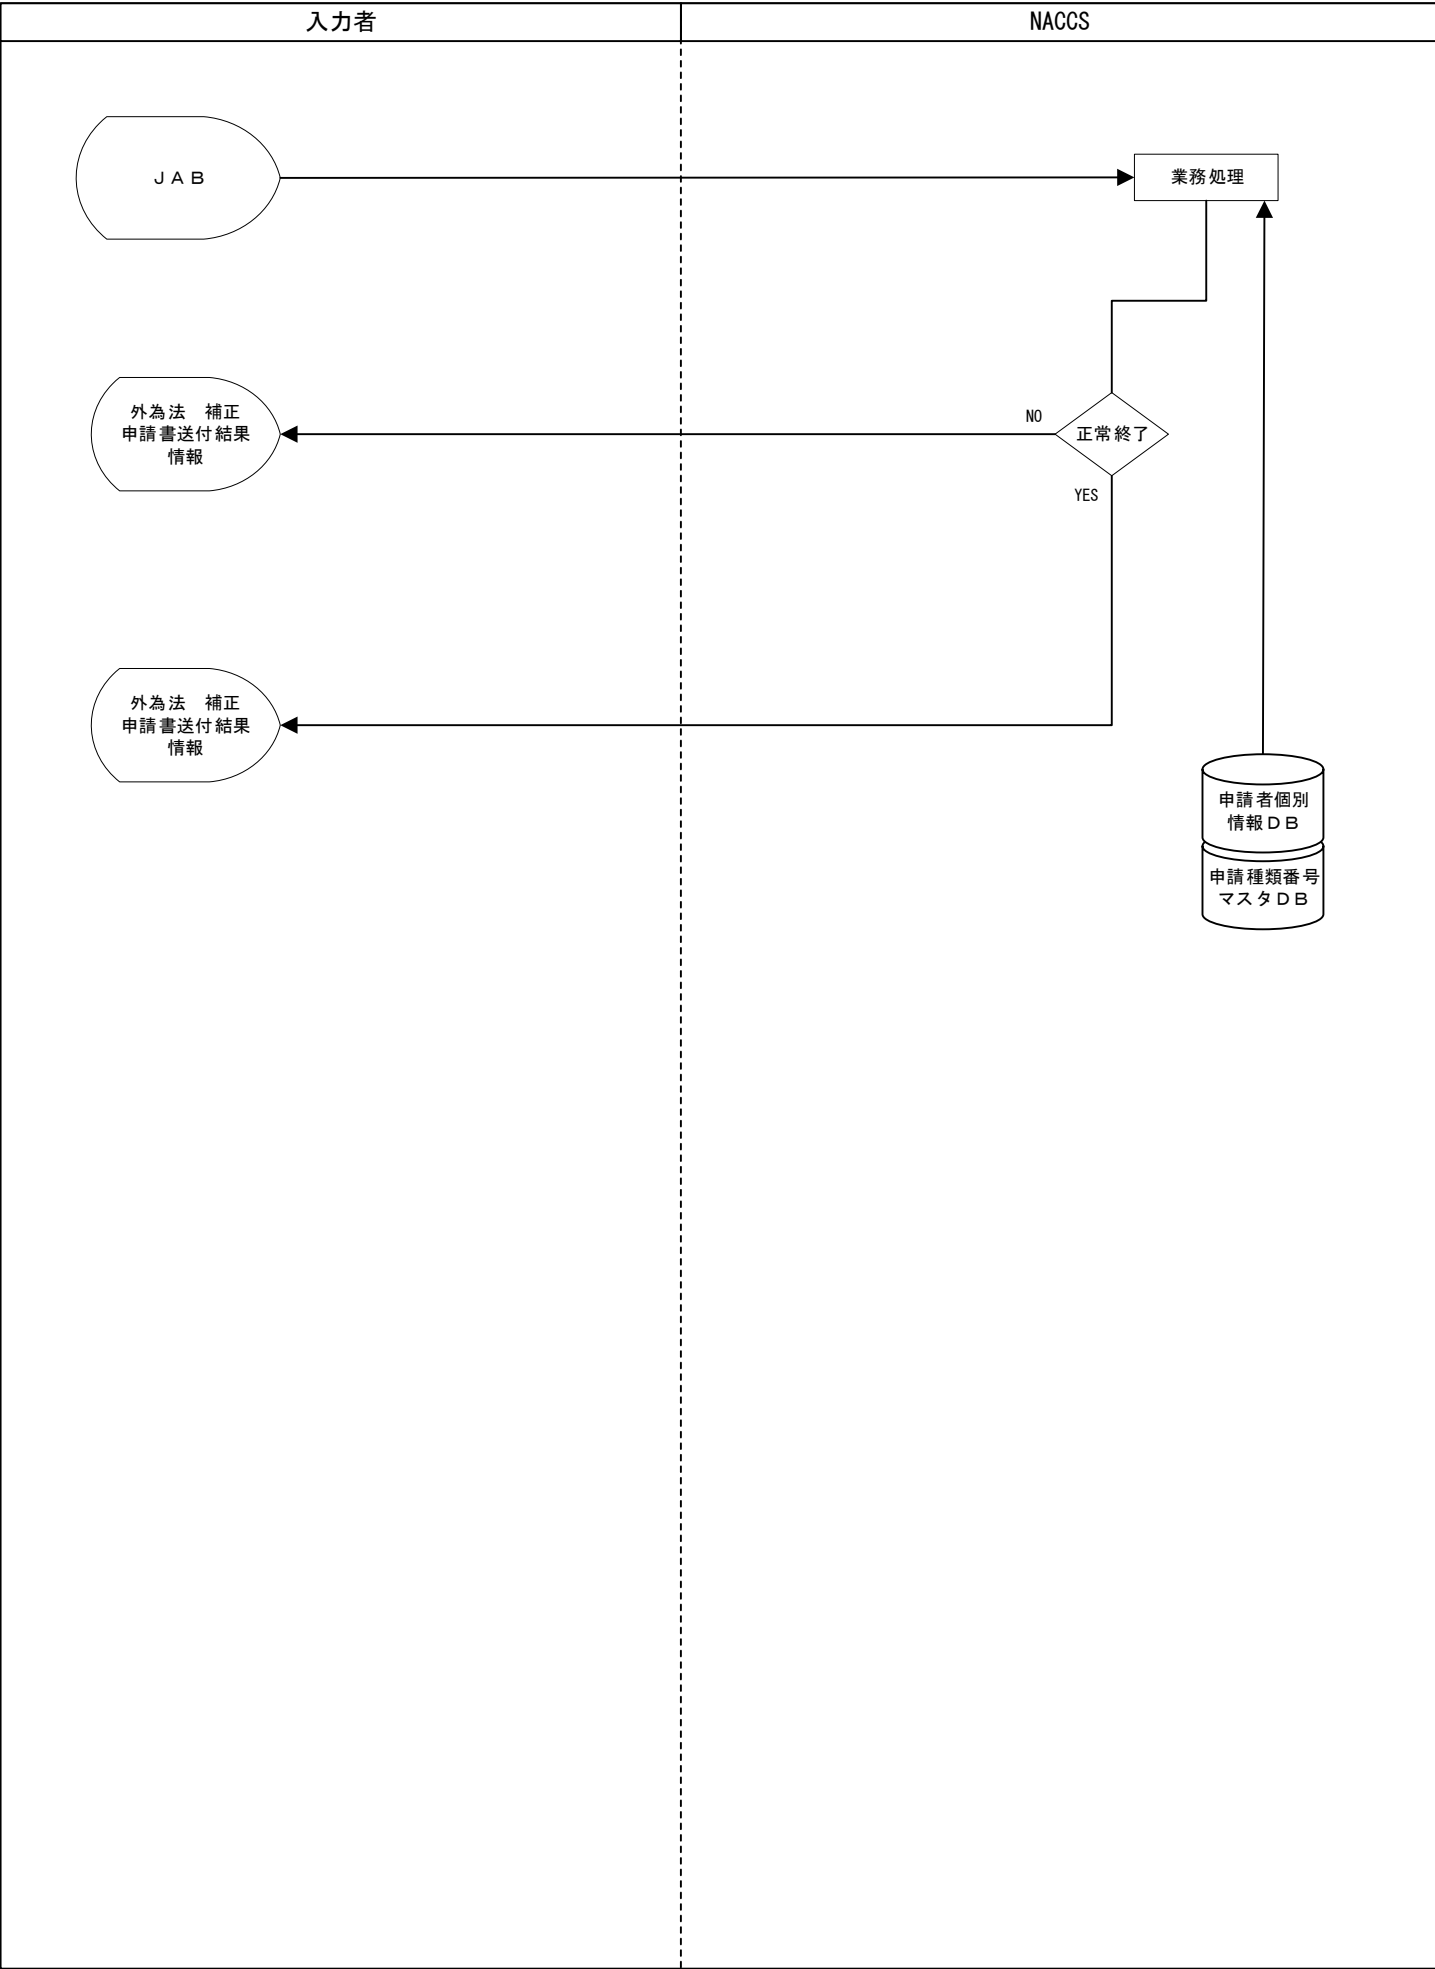 入力者
NACCS
ＪＡＢ
業務処理
外為法　補正
申請書送付結果
情報
NO
正常終了
YES
外為法　補正
申請書送付結果
情報
申請者個別
情報ＤＢ
申請種類番号
マスタＤＢ